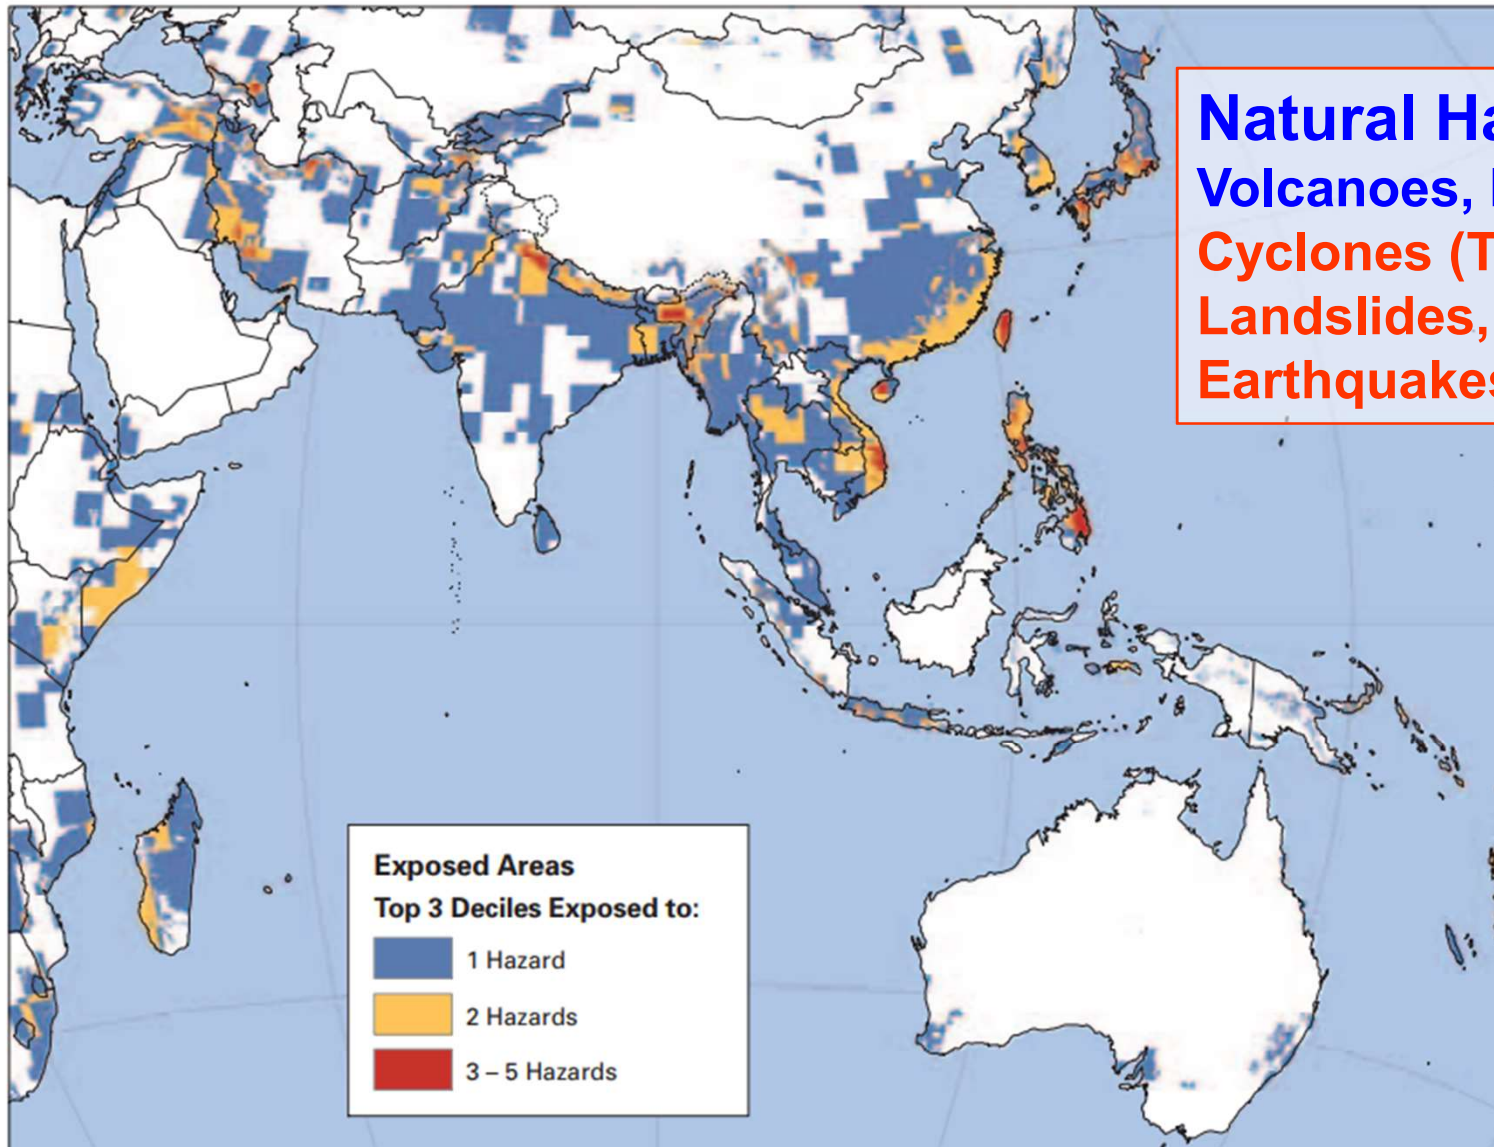 Natural Ha
Volcanoes,
Cyclones (T
Landslides,
Earthquakes
Exposed Areas
Top 3 Deciles Exposed to:
1 Hazard
2 Hazards
3 – 5 Hazards